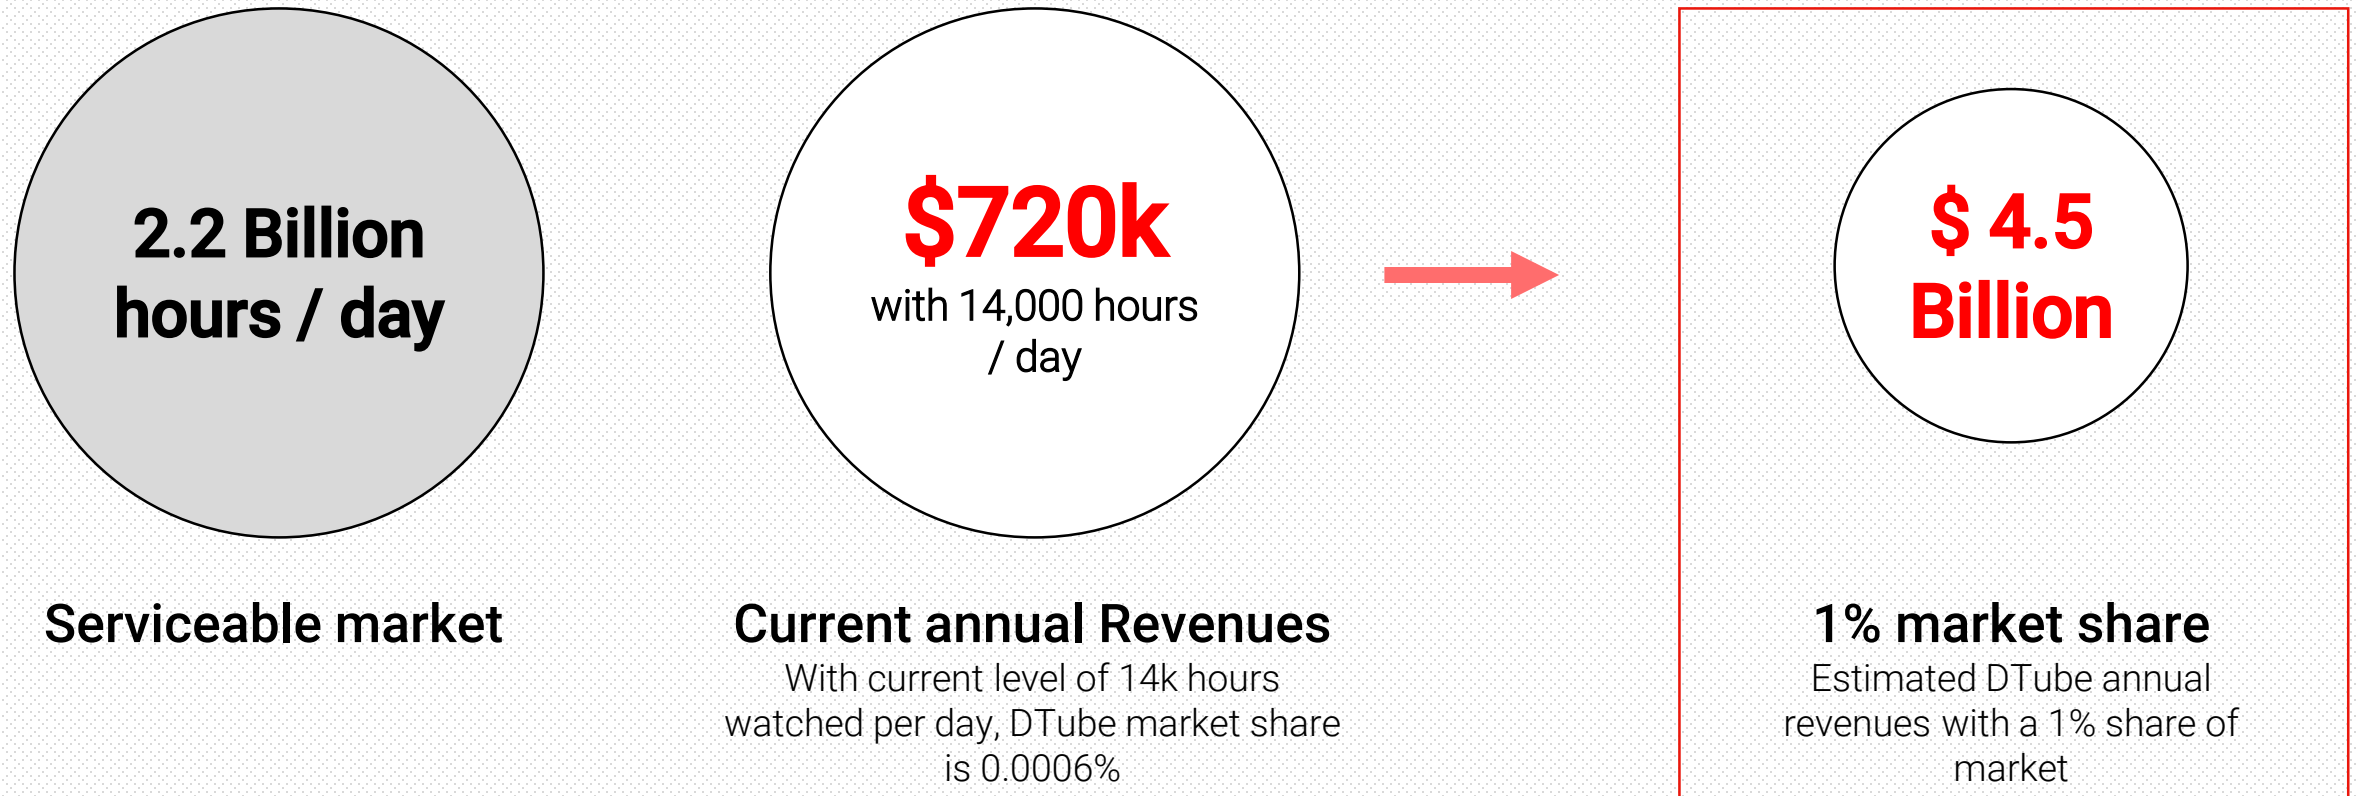 2.2 Billion
hours / day
Serviceable market
$720k
with 14,000 hours
/ day
Current annual Revenues
With current level of 14k hours
watched per day, DTube market share
is 0.0006%
$ 4.5
Billion
1% market share
Estimated DTube annual
revenues with a 1% share of
market